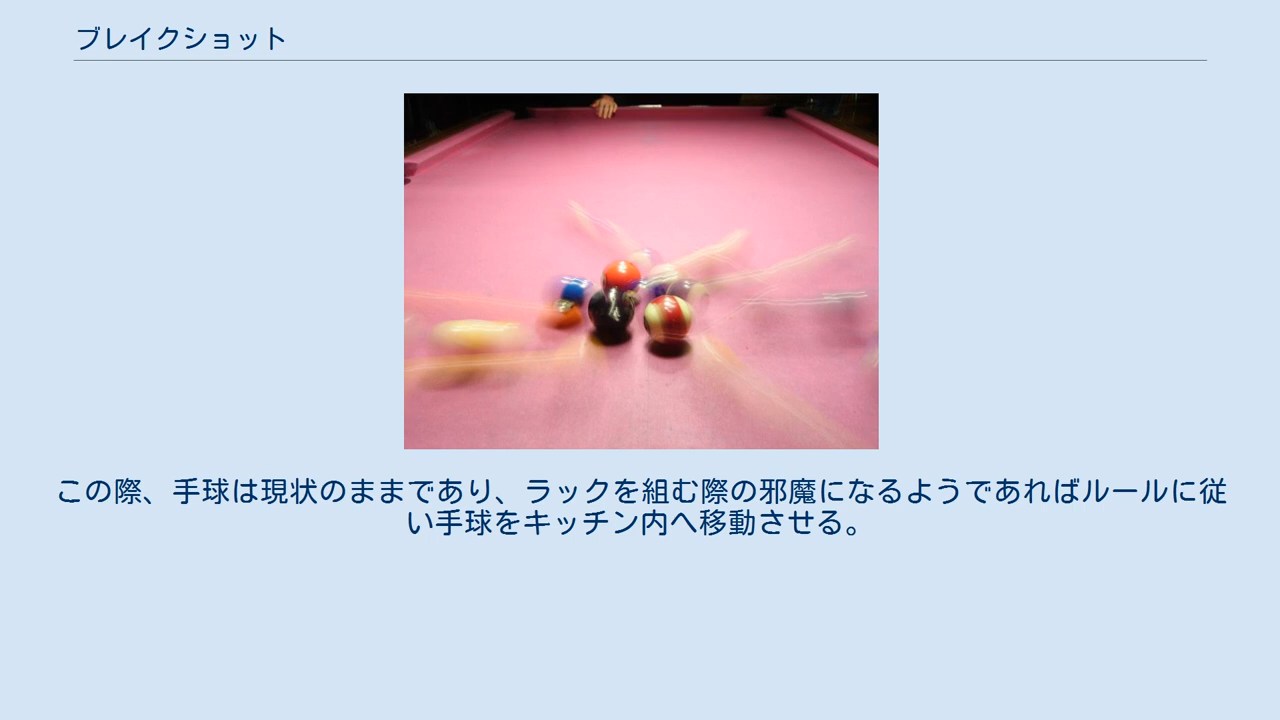 ブレイクショット
この際、手球は現状のままであり、ラックを組む際の邪魔になるようであればルールに従
い手球をキッチン内へ移動させる。